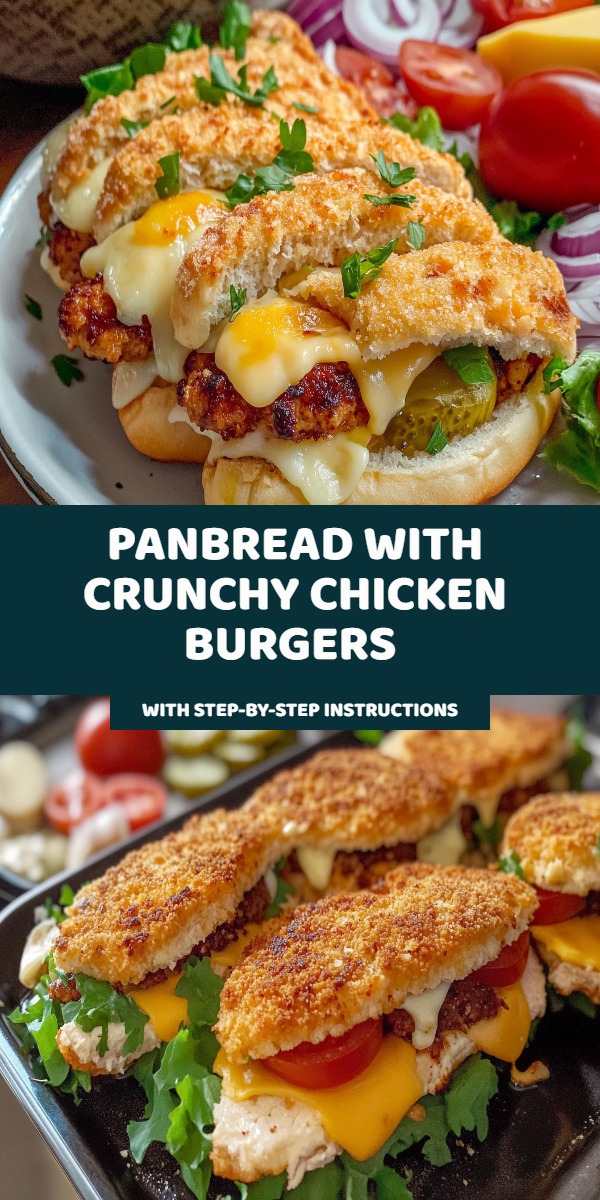 PANBREAD WITH
CRUNCHY CHICKEN
BURGERS
WITH STEP-BY-STEP INSTRUCTIONS